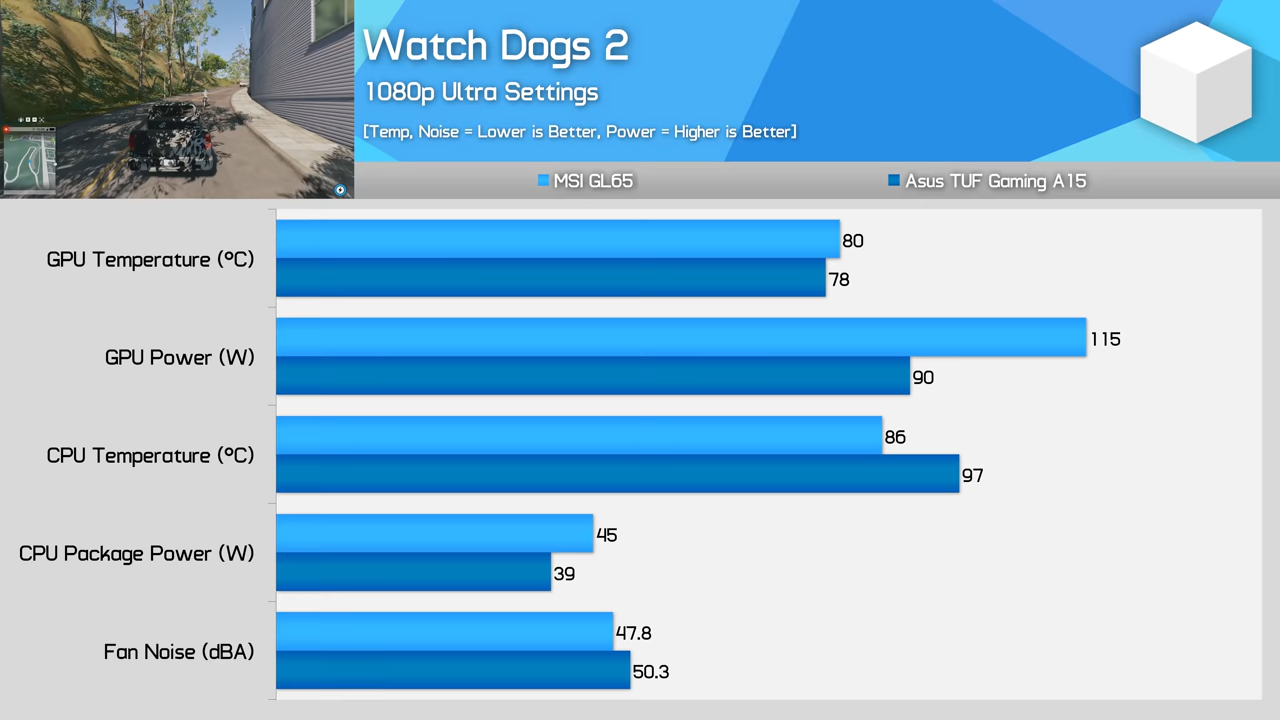 Watch Dogs 2
1080p Ultra Settings
[Temp, Noise = Lower is Better, Power = Higher is Better]
MSI GL65
Asus TUF Gaming A15
GPU Temperature (°C)
80
78
GPU Power (W)
115
90
CPU Temperature (°C)
86
97
CPU Package Power (W)
45
39
Fan Noise (dBA)
47.8
50.3